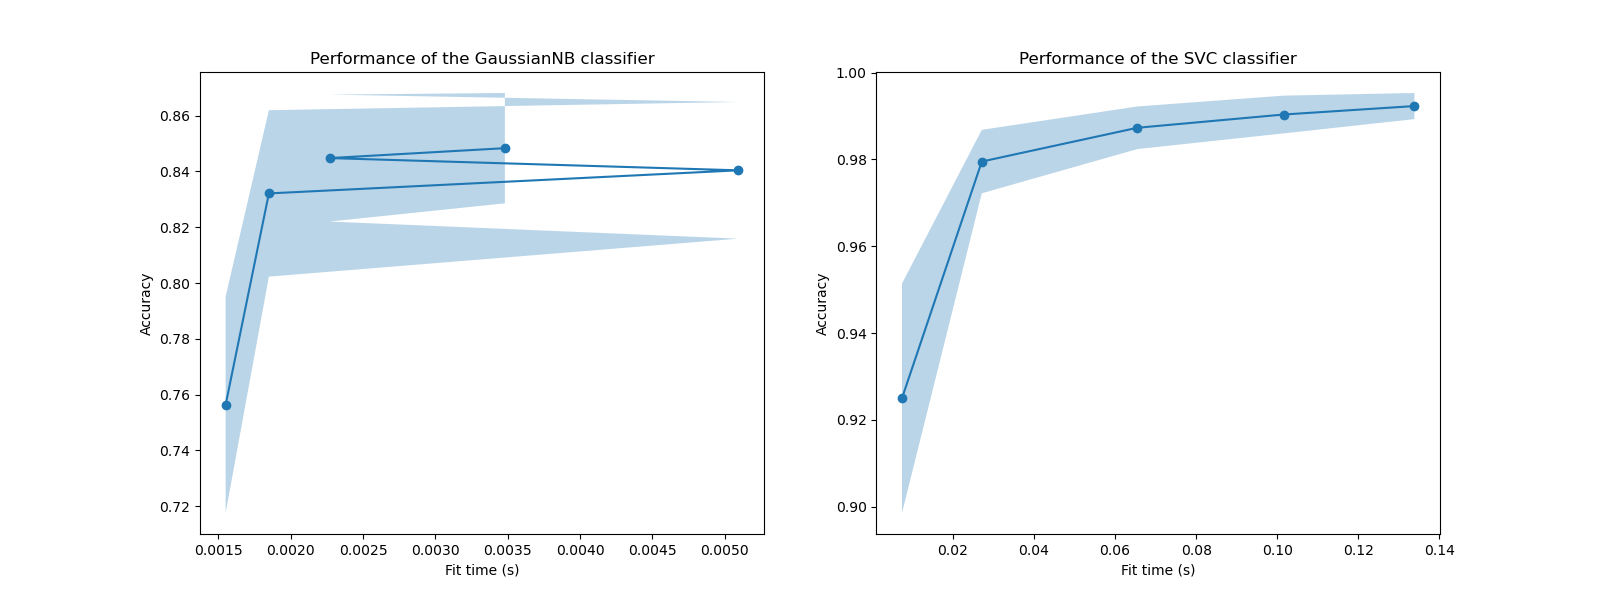 Performance of the GaussianNB classifier
Accuracy
0.86
0.84
0.82
0.80
0.78
0.76
0.74
0.72
0.0015 0.0020 0.0025 0.0030 0.0035 0.0040 0.0045 0.0050
Fit time (s)
Performance of the SVC classifier
Accuracy
1.00
0.98
0.96
0.94
0.92
0.90
0.02 0.04 0.06 0.08 0.10 0.12 0.14
Fit time (s)